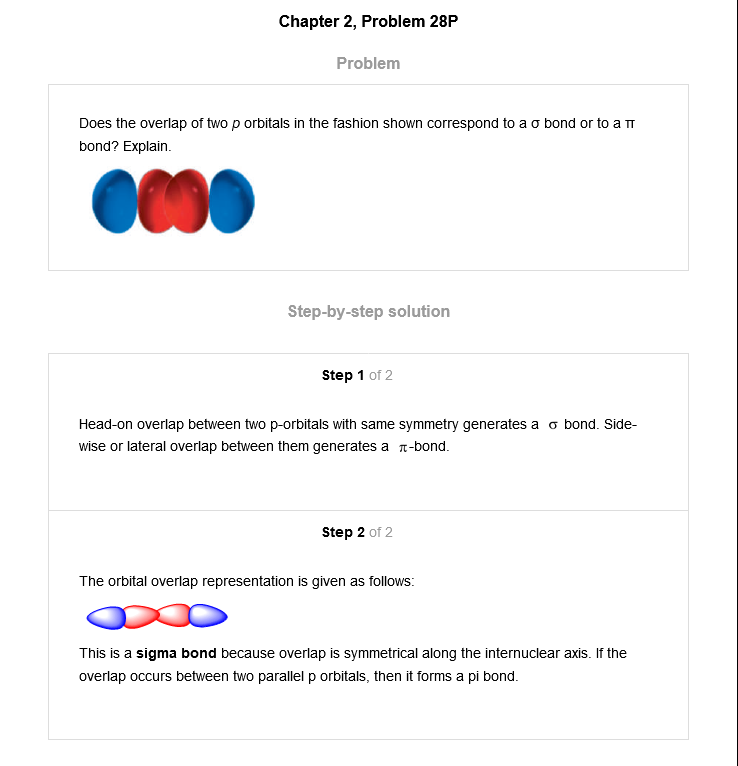 Chapter 2, Problem 28P
Problem
Does the overlap of two p orbitals in the fashion shown correspond to a σ bond or to a π
bond? Explain.
Step-by-step solution
Step 1 of 2
Head-on overlap between two p-orbitals with same symmetry generates a σ bond. Side-
wise or lateral overlap between them generates a π-bond.
Step 2 of 2
The orbital overlap representation is given as follows:
This is a sigma bond because overlap is symmetrical along the internuclear axis. If the
overlap occurs between two parallel p orbitals, then it forms a pi bond.